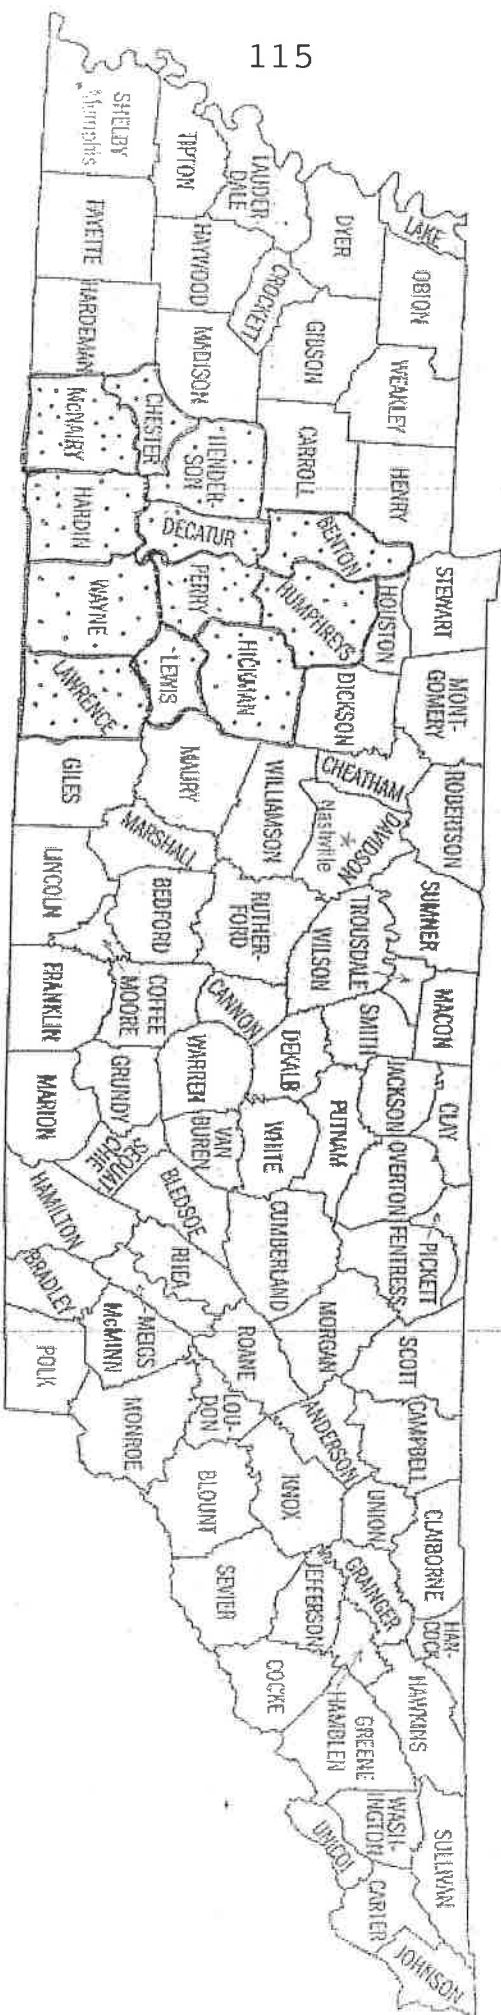 115
SHELBY
Memphis
TIPTON
LAUDER
DALE
DYER
LAKE
OBION
FAYETTE
HAYWOOD
CROCKETT
GIBSON
WEAKLEY
HARDEMAN
MADISON
CARROLL
HENRY
McNAIRY
CHESTER
HENDER-
SON
HARDIN
DECATUR
BENTON
STEWART
WAYNE
PERRY
HUMPHREYS
HOUSTON
LAWRENCE
LEWIS
HICKMAN
DICKSON
MONT-
GOMERY
GILES
MAURY
WILLIAMSON
CHEATHAM
ROBERTSON
Nashville
DAVIDSON
MARSHALL
LINCOLN
BEDFORD
RUTHER-
FORD
WILSON
TROUSDALE
SUMNER
FRANKLIN
MOORE
COFFEE
CANNON
SMITH
MACON
MARION
GRUNDY
WARREN
DEKALB
JACKSON
CLAY
SEQUAT
CHIE
VAN
BUREN
WHITE
PUTNAM
OVERTON
PICKETT
HAMILTON
BLEDSOE
CUMBERLAND
FENTRESS
BRADLEY
RHEA
MEIGS
McMINN
ROANE
MORGAN
SCOTT
POLK
MONROE
LOU-
DON
ANDERSON
CAMPBELL
BLOUNT
KNOX
UNION
CLAIBORNE
SEVIER
JEFFERSON
GRAINGER
HAN-
COCK
COCKE
HAMBLEN
GREENE
HAWKINS
UNICOI
WASH-
INGTON
SULLIVAN
CARTER
JOHNSON